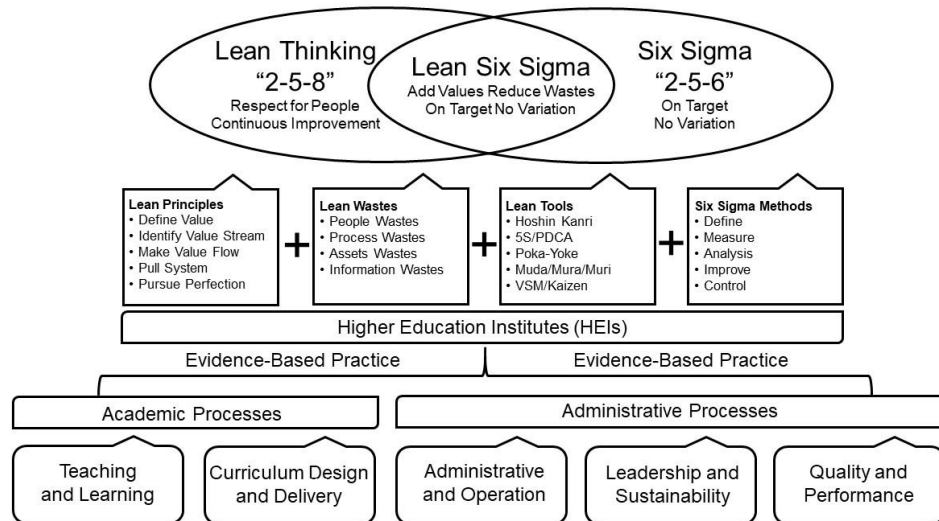 Lean Thinking
“2-5-8”
Respect for People
Continuous Improvement
Lean Six Sigma
Add Values Reduce Wastes
On Target No Variation
Six Sigma
“2-5-6”
On Target
No Variation
Lean Principles
• Define Value
• Identify Value Stream
• Make Value Flow
• Pull System
• Pursue Perfection
+
Lean Wastes
• People Wastes
• Process Wastes
• Assets Wastes
• Information Wastes
+
Lean Tools
• Hoshin Kanri
• 5S/PDCA
• Poka-Yoke
• Muda/Mura/Muri
• VSM/Kaizen
+
Six Sigma Methods
• Define
• Measure
• Analysis
• Improve
• Control
Higher Education Institutes (HEIs)
Evidence-Based Practice
Evidence-Based Practice
Academic Processes
Administrative Processes
Teaching
and Learning
Curriculum Design
and Delivery
Administrative
and Operation
Leadership and
Sustainability
Quality and
Performance